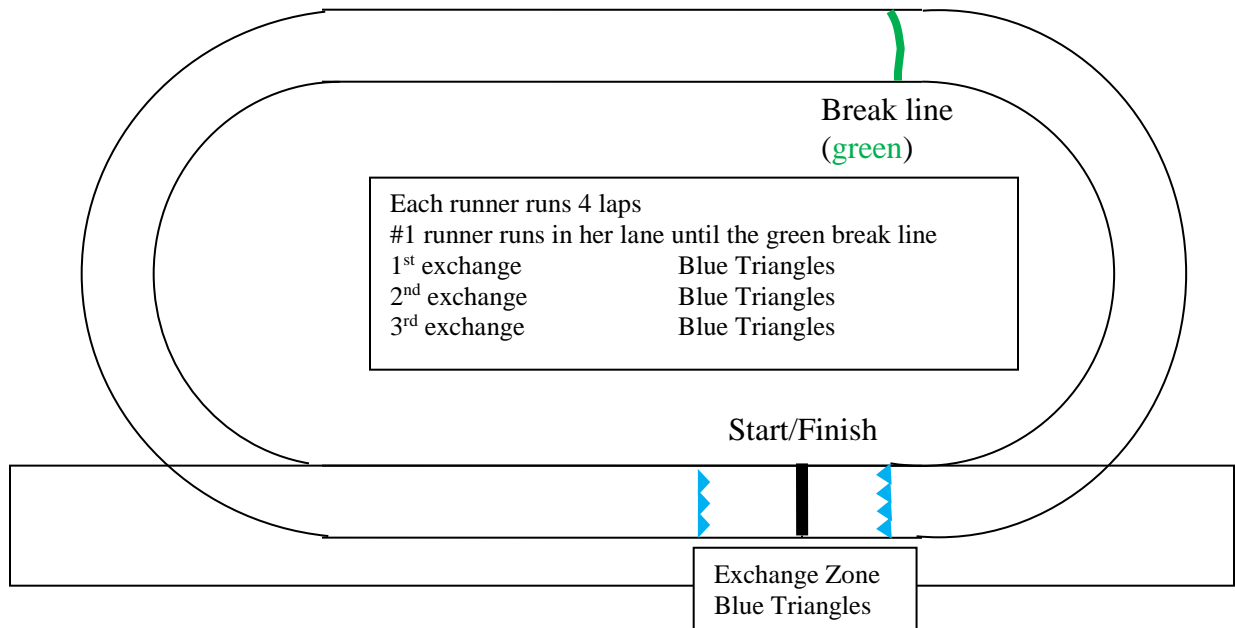 Break line
(green)
Each runner runs 4 laps
#1 runner runs in her lane until the green break line
1st exchange Blue Triangles
2nd exchange Blue Triangles
3rd exchange Blue Triangles
Start/Finish
Exchange Zone
Blue Triangles